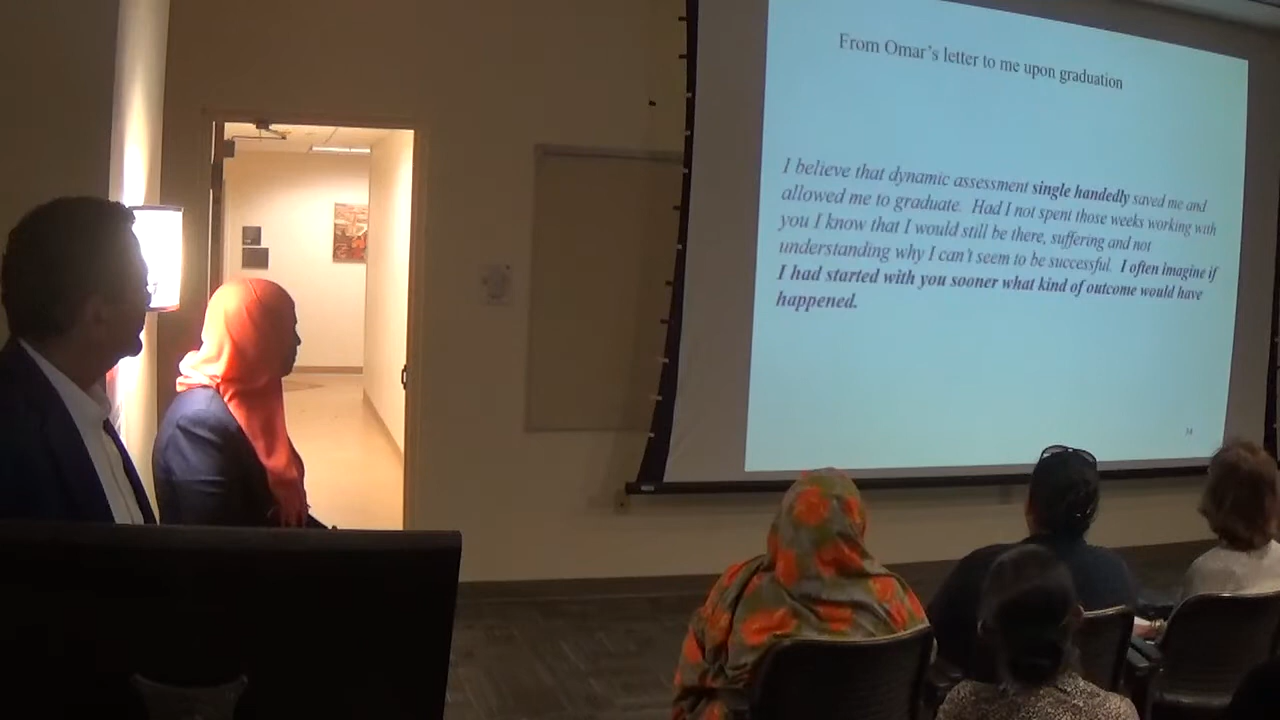 From Omar's letter to me upon graduation
I believe that dynamic assessment single handedly saved me and
allowed me to graduate. Had I not spent those weeks working with
you I know that I would still be there, suffering and not
understanding why I can't seem to be successful. I often imagine if
I had started with you sooner what kind of outcome would have
happened.